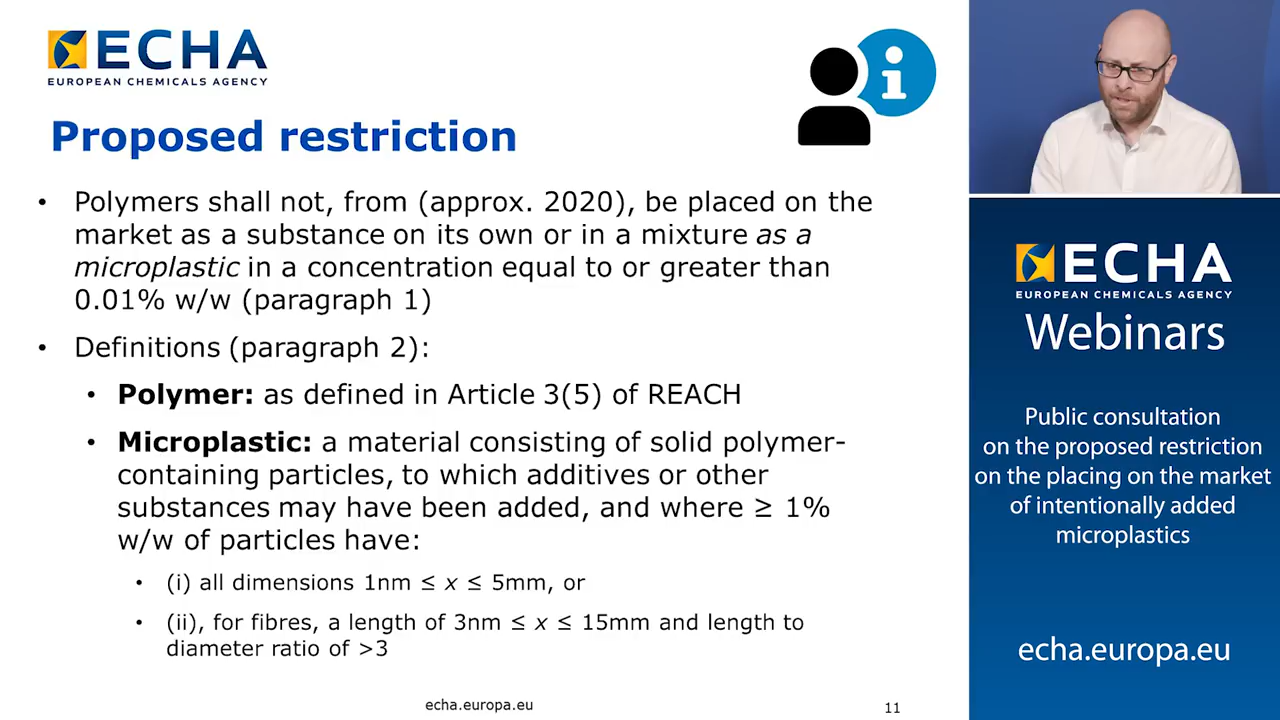 ECHA
EUROPEAN CHEMICALS AGENCY
i
Proposed restriction
• Polymers shall not, from (approx. 2020), be placed on the
market as a substance on its own or in a mixture as a
microplastic in a concentration equal to or greater than
0.01% w/w (paragraph 1)
• Definitions (paragraph 2):
• Polymer: as defined in Article 3(5) of REACH
• Microplastic: a material consisting of solid polymer-
containing particles, to which additives or other
substances may have been added, and where ≥ 1%
w/w of particles have:
• (i) all dimensions 1nm ≤ x ≤ 5mm, or
• (ii), for fibres, a length of 3nm ≤ x ≤ 15mm and length to
diameter ratio of >3
echa.europa.eu
11
ECHA
EUROPEAN CHEMICALS AGENCY
Webinars
Public consultation
on the proposed restriction
on the placing on the market
of intentionally added
microplastics
echa.europa.eu